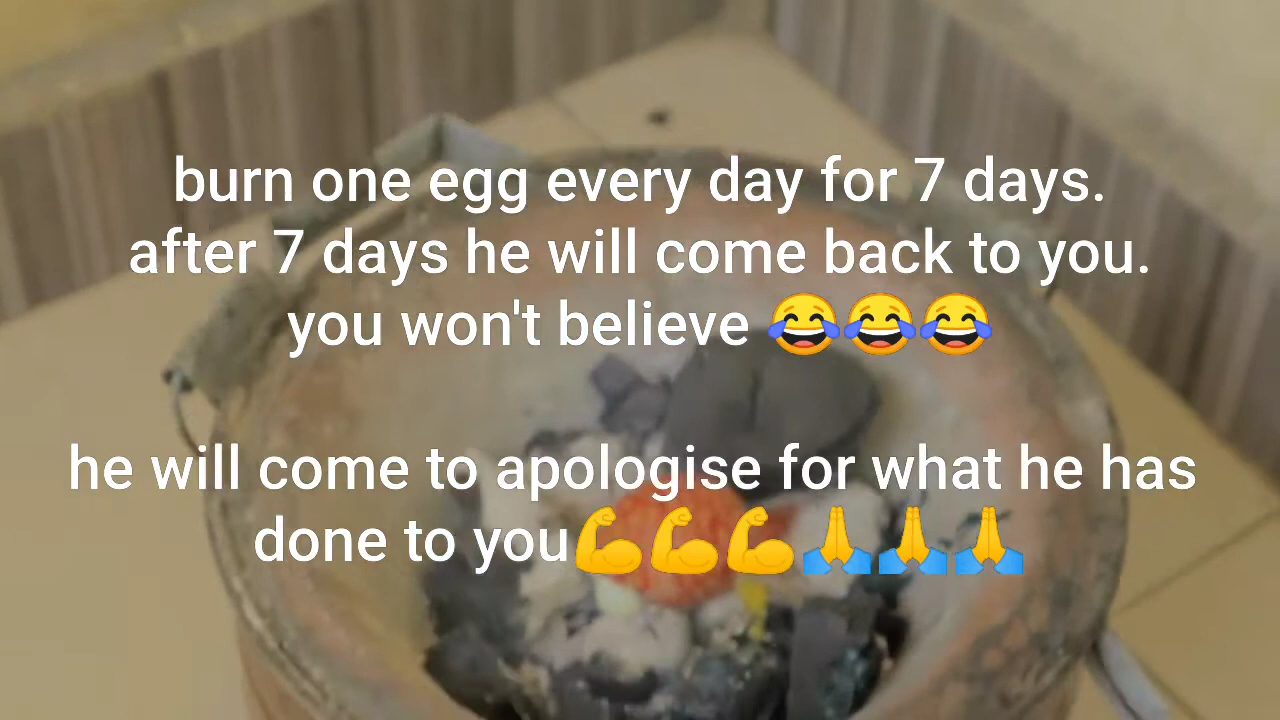 burn one egg every day for 7 days.
after 7 days he will come back to you.
you won't believe 😂😂😂
he will come to apologise for what he has
done to you💪💪💪🙏🙏🙏